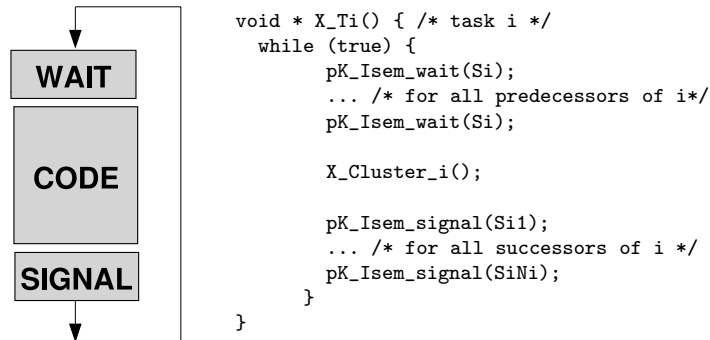 WAIT
CODE
SIGNAL
void * X_Ti() { /* task i */
while (true) {
pK_Isem_wait(Si);
... /* for all predecessors of i*/
pK_Isem_wait(Si);
X_Cluster_i();
pK_Isem_signal(Si1);
... /* for all successors of i */
pK_Isem_signal(SiNi);
}
}